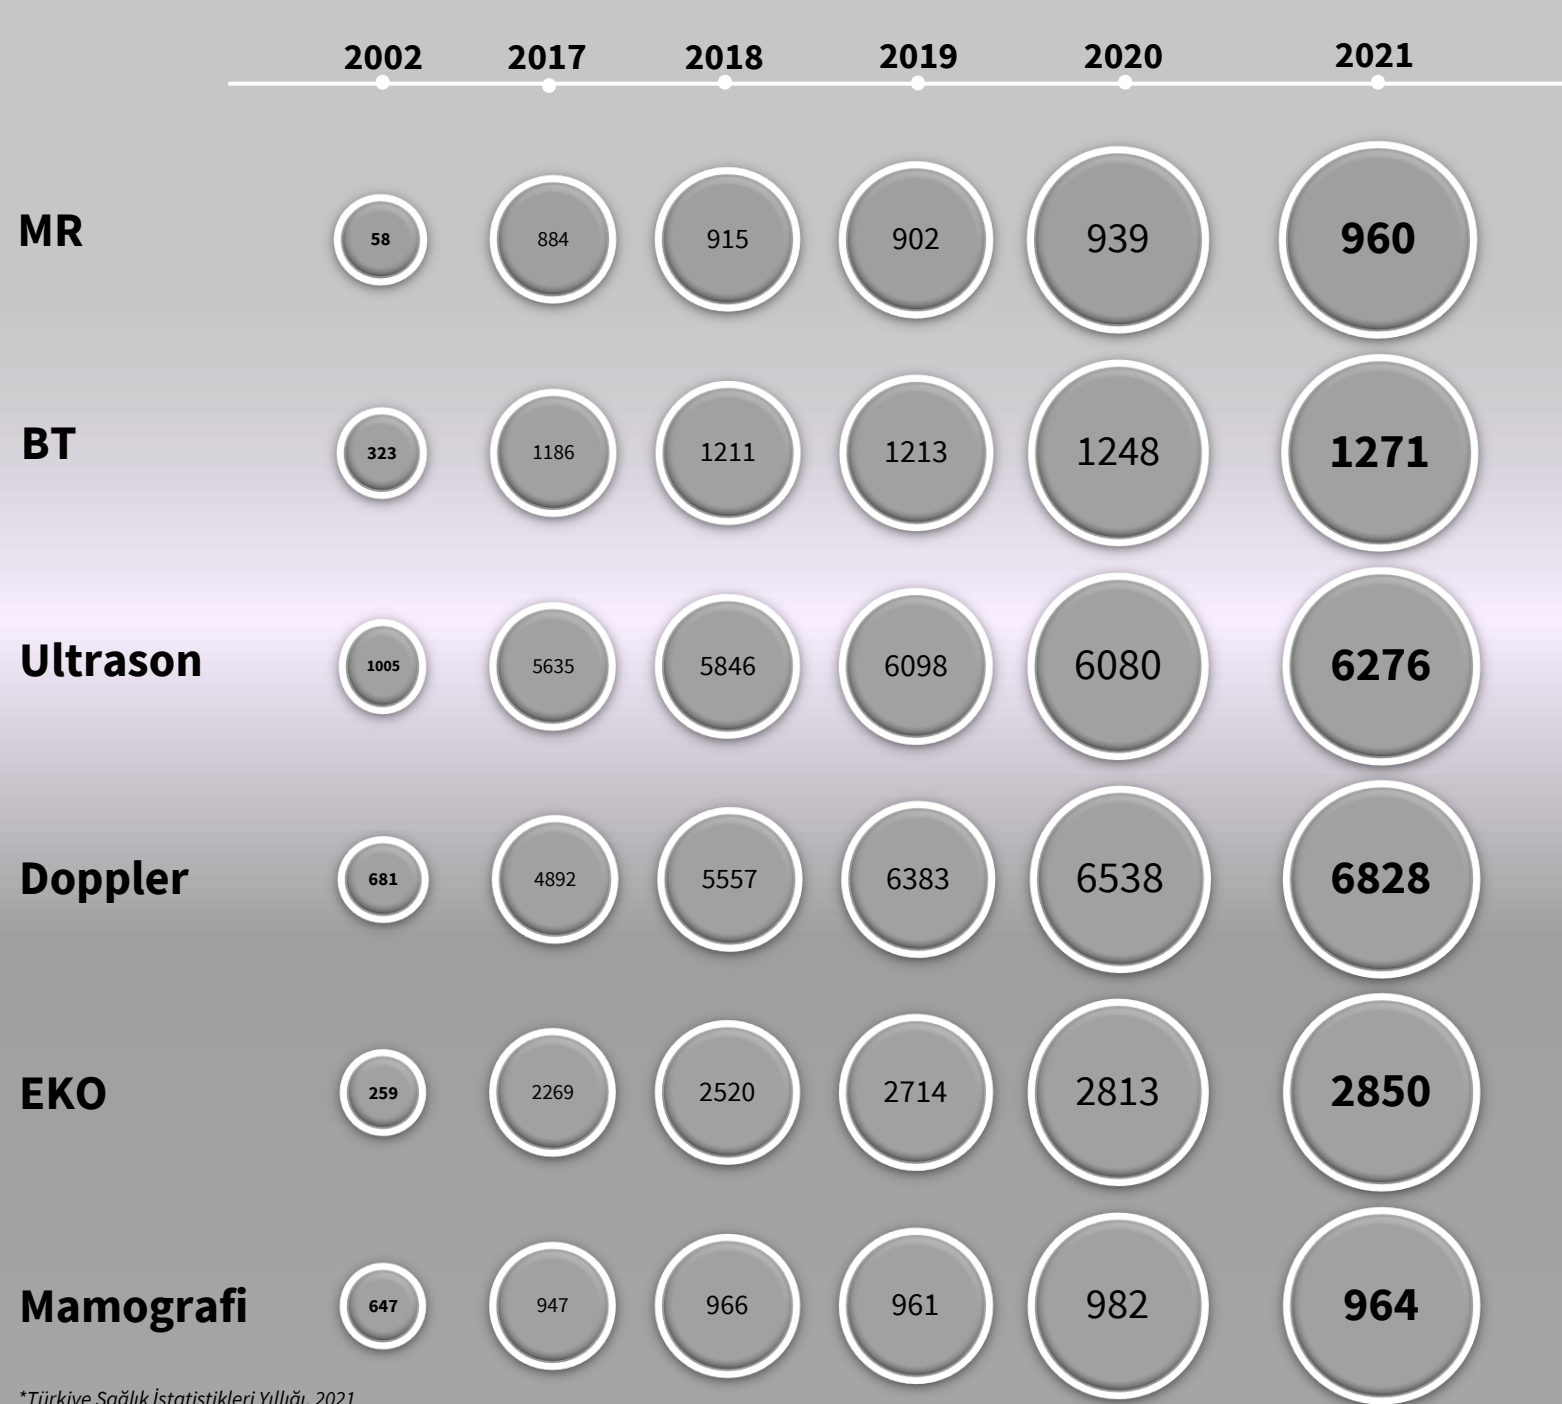 2002 2017 2018 2019 2020 2021
MR 58 884 915 902 939 960
BT 323 1186 1211 1213 1248 1271
Ultrason 1005 5635 5846 6098 6080 6276
Doppler 681 4892 5557 6383 6538 6828
EKO 259 2269 2520 2714 2813 2850
Mamografi 647 947 966 961 982 964
*Türkiye Sağlık İstatistikleri Yıllığı, 2021